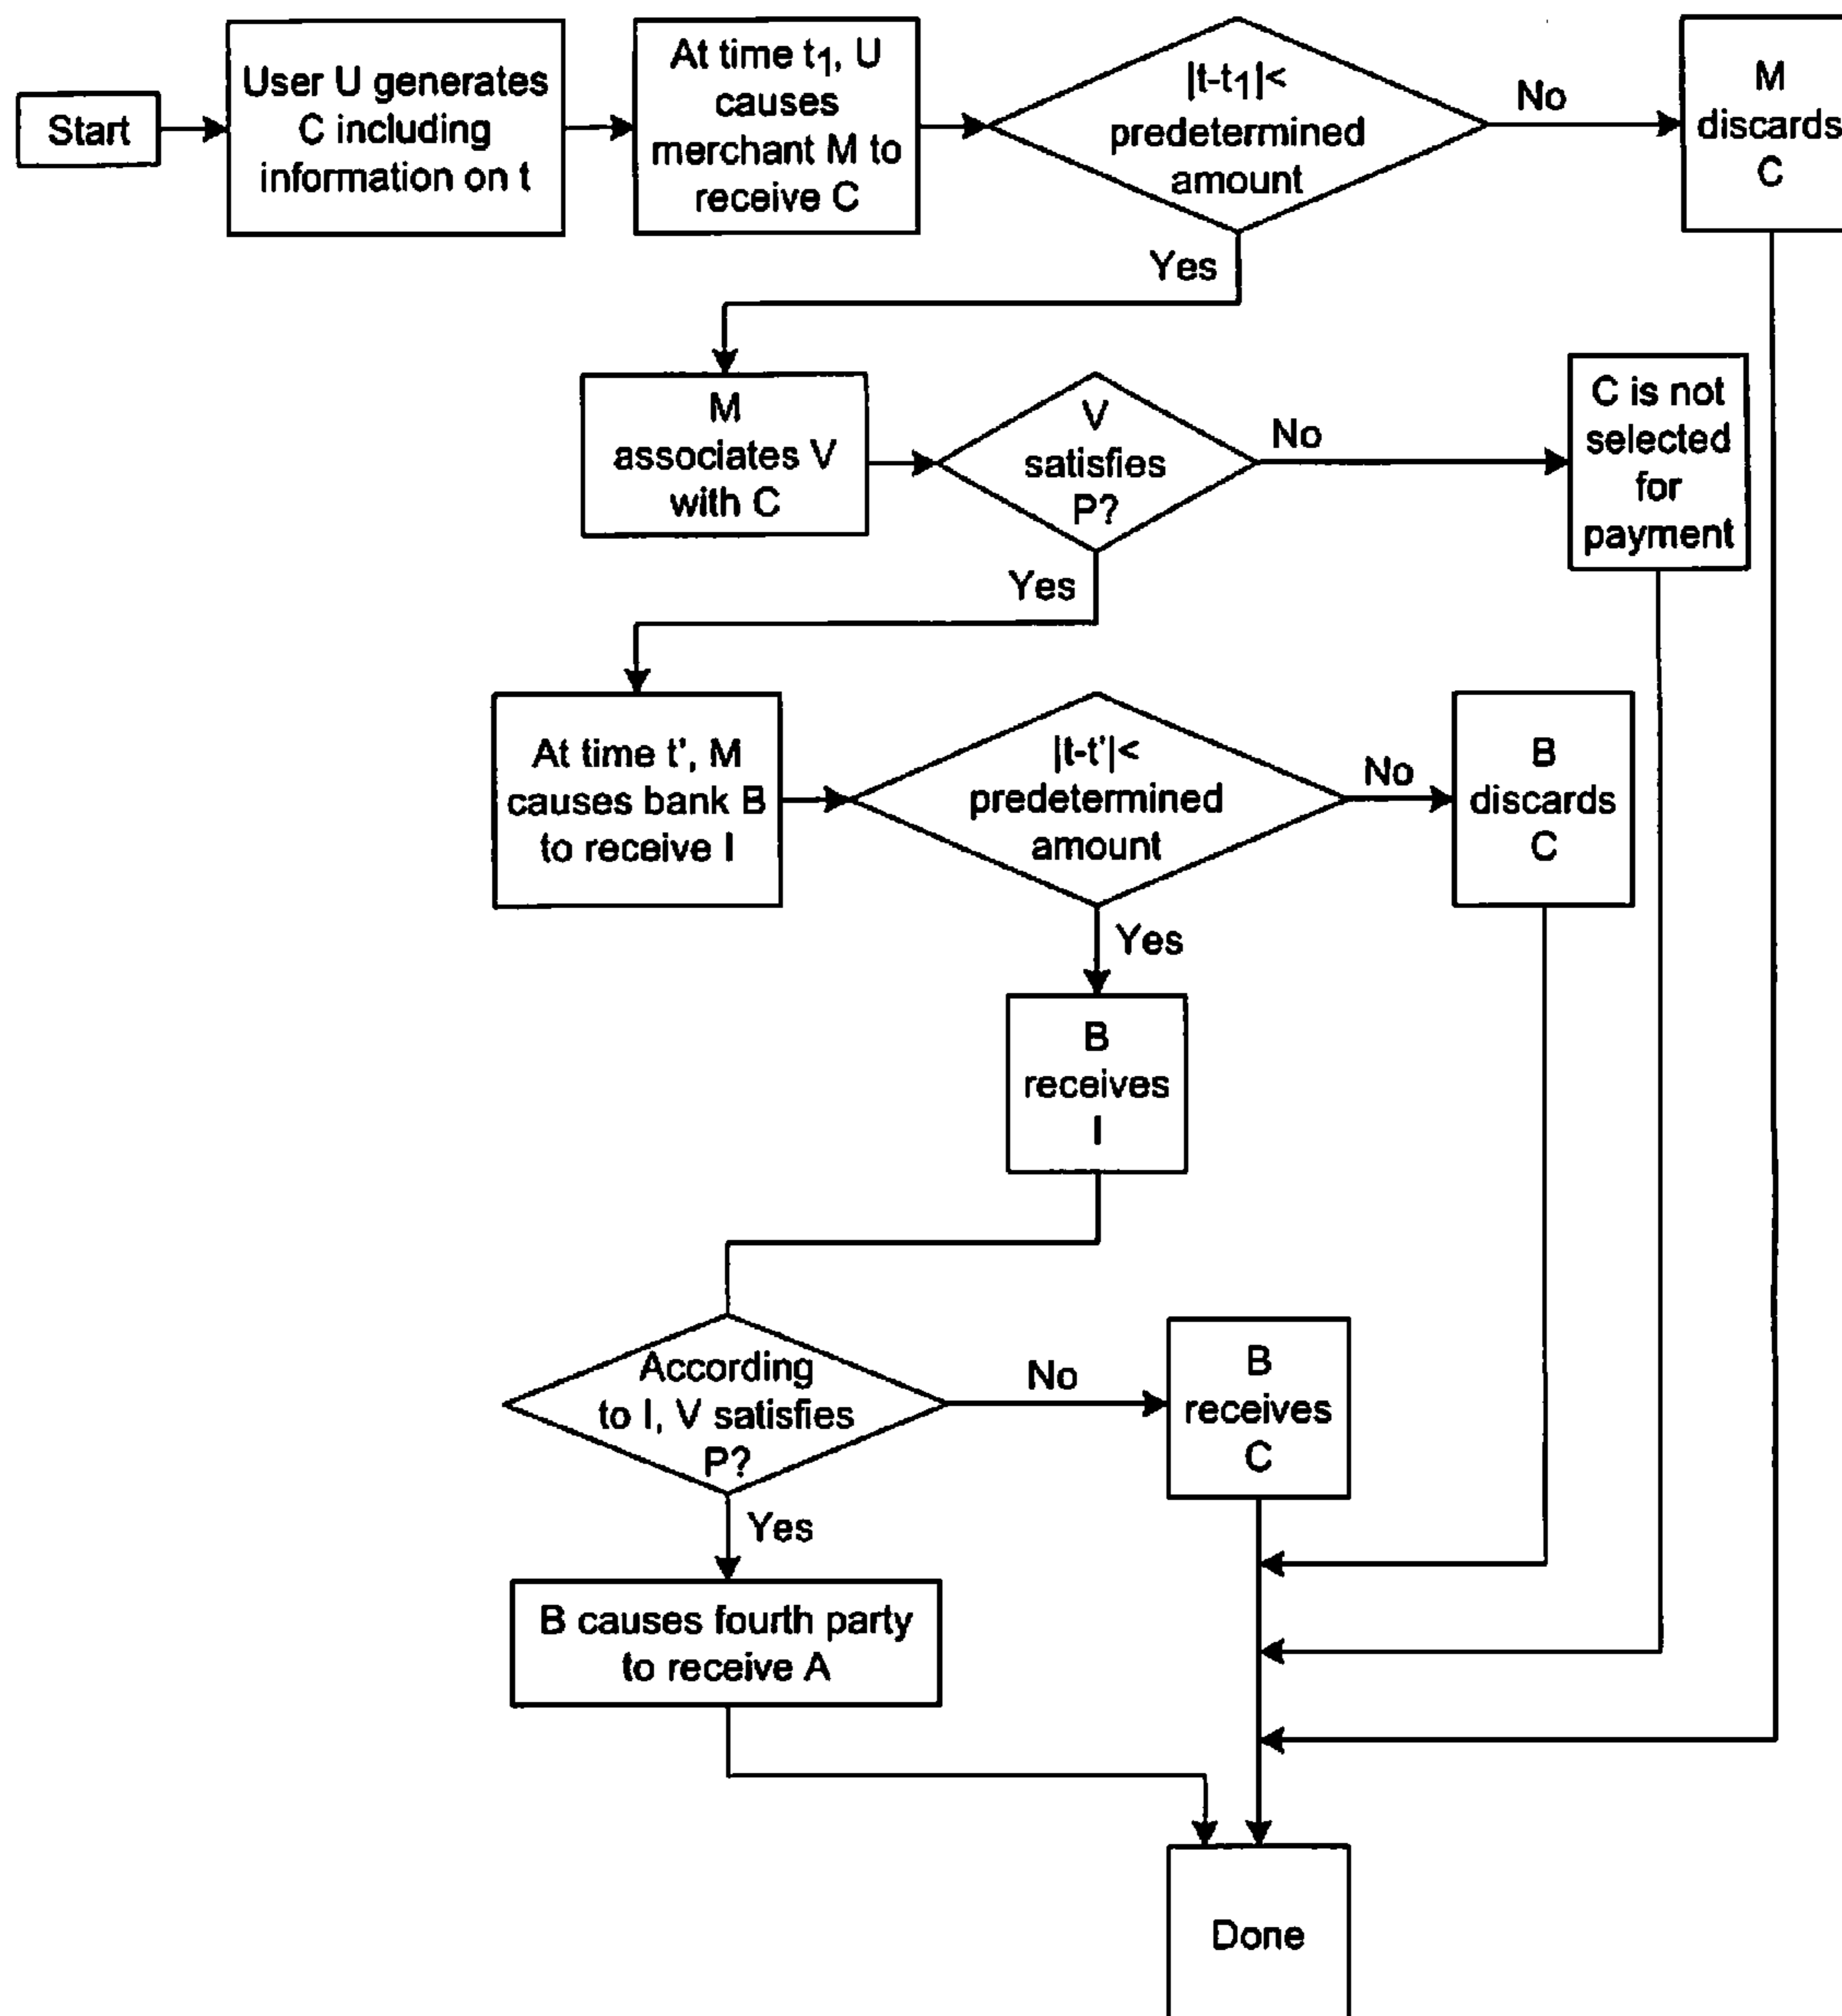 Start
User U generates
C including
information on t
At time t1, U
causes
merchant M to
receive C
|t-t1|<
predetermined
amount
No
M
discards
C
Yes
M
associates V
with C
V
satisfies
P?
No
C is not
selected
for
payment
Yes
At time t', M
causes bank B
to receive I
|t-t'|<
predetermined
amount
No
B
discards
C
Yes
B
receives
I
According
to I, V satisfies
P?
No
B
receives
C
Yes
B causes fourth party
to receive A
Done